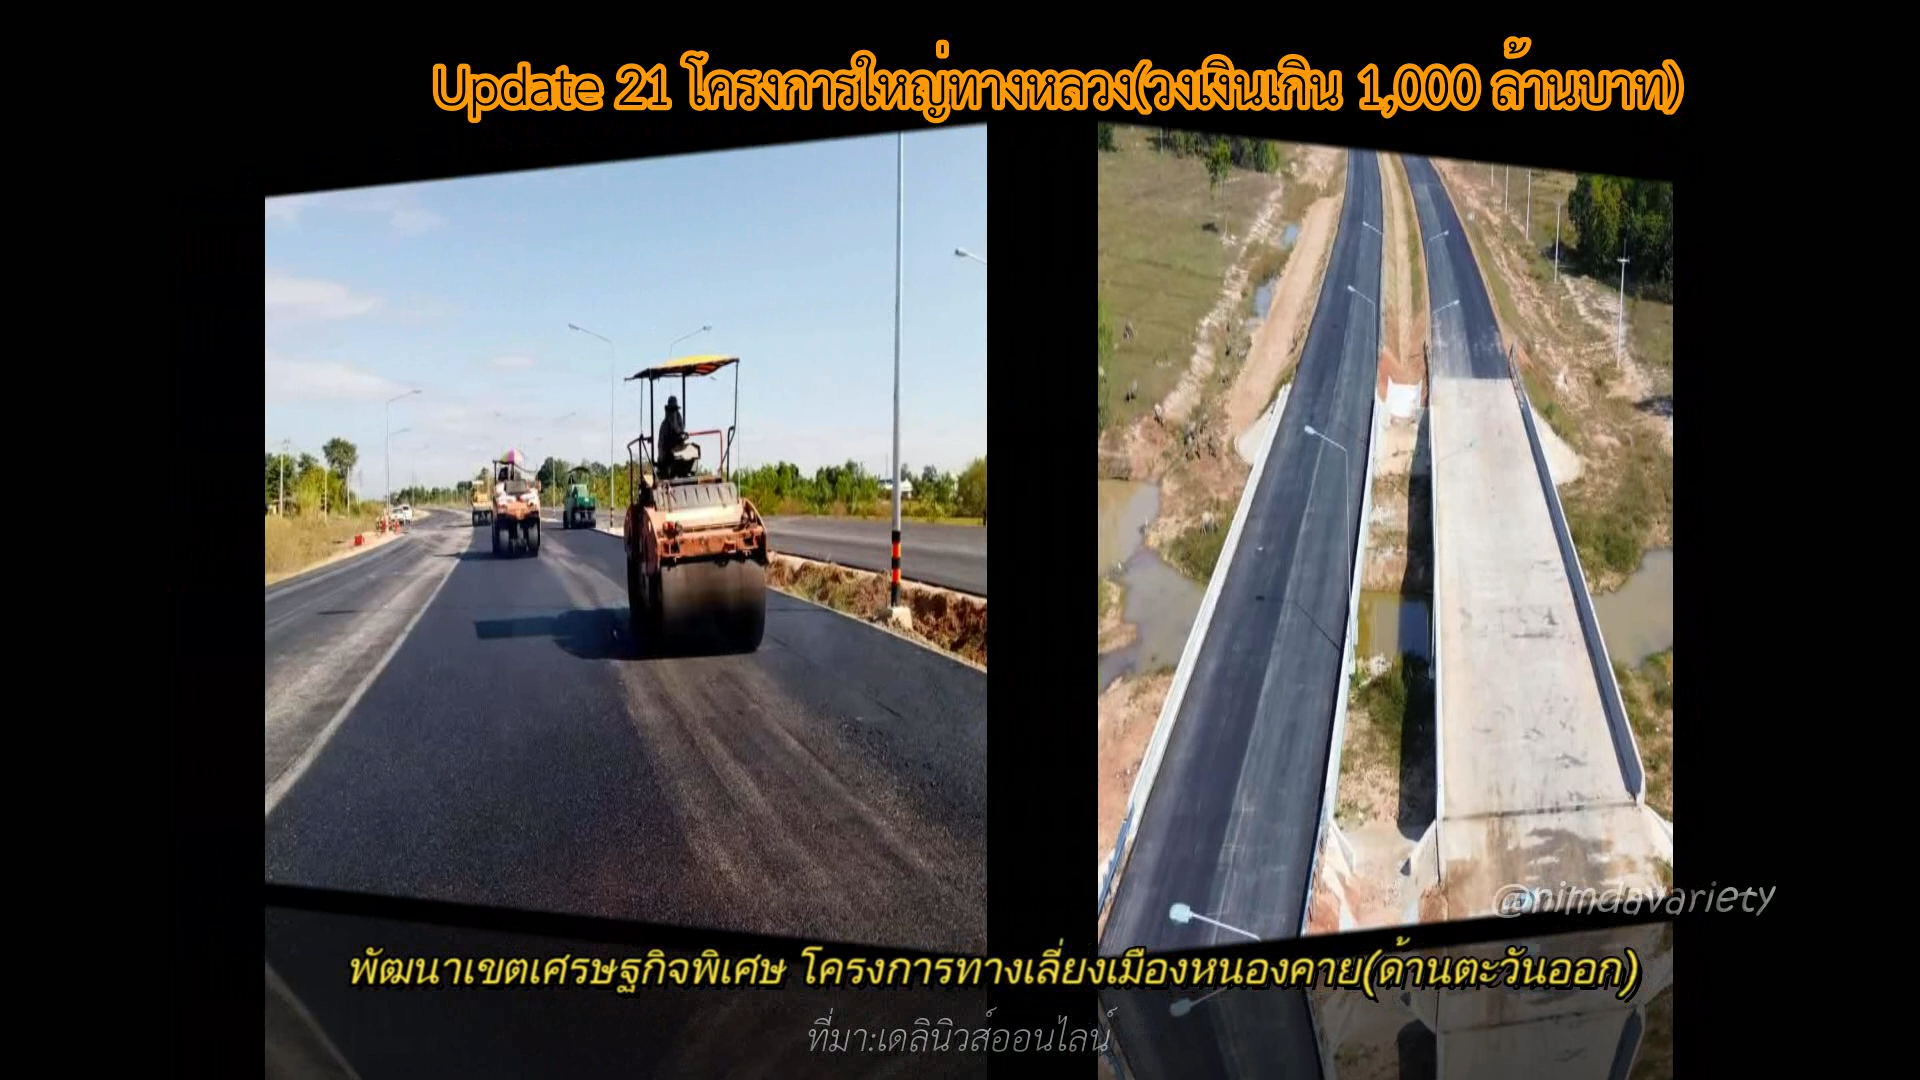 Update 21 โครงการใหญ่ทางหลวง(วงเงินเกิน 1,000 ล้านบาท)
@nimdavariety
พัฒนาเขตเศรษฐกิจพิเศษ โครงการทางเลี่ยงเมืองหนองคาย(ด้านตะวันออก)
ที่มา:เดลินิวส์ออนไลน์